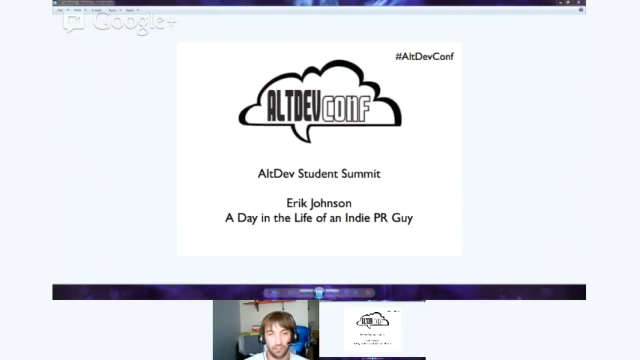 Google+
#AltDevConf
ALTDEVCONF
AltDev Student Summit
Erik Johnson
A Day in the Life of an Indie PR Guy